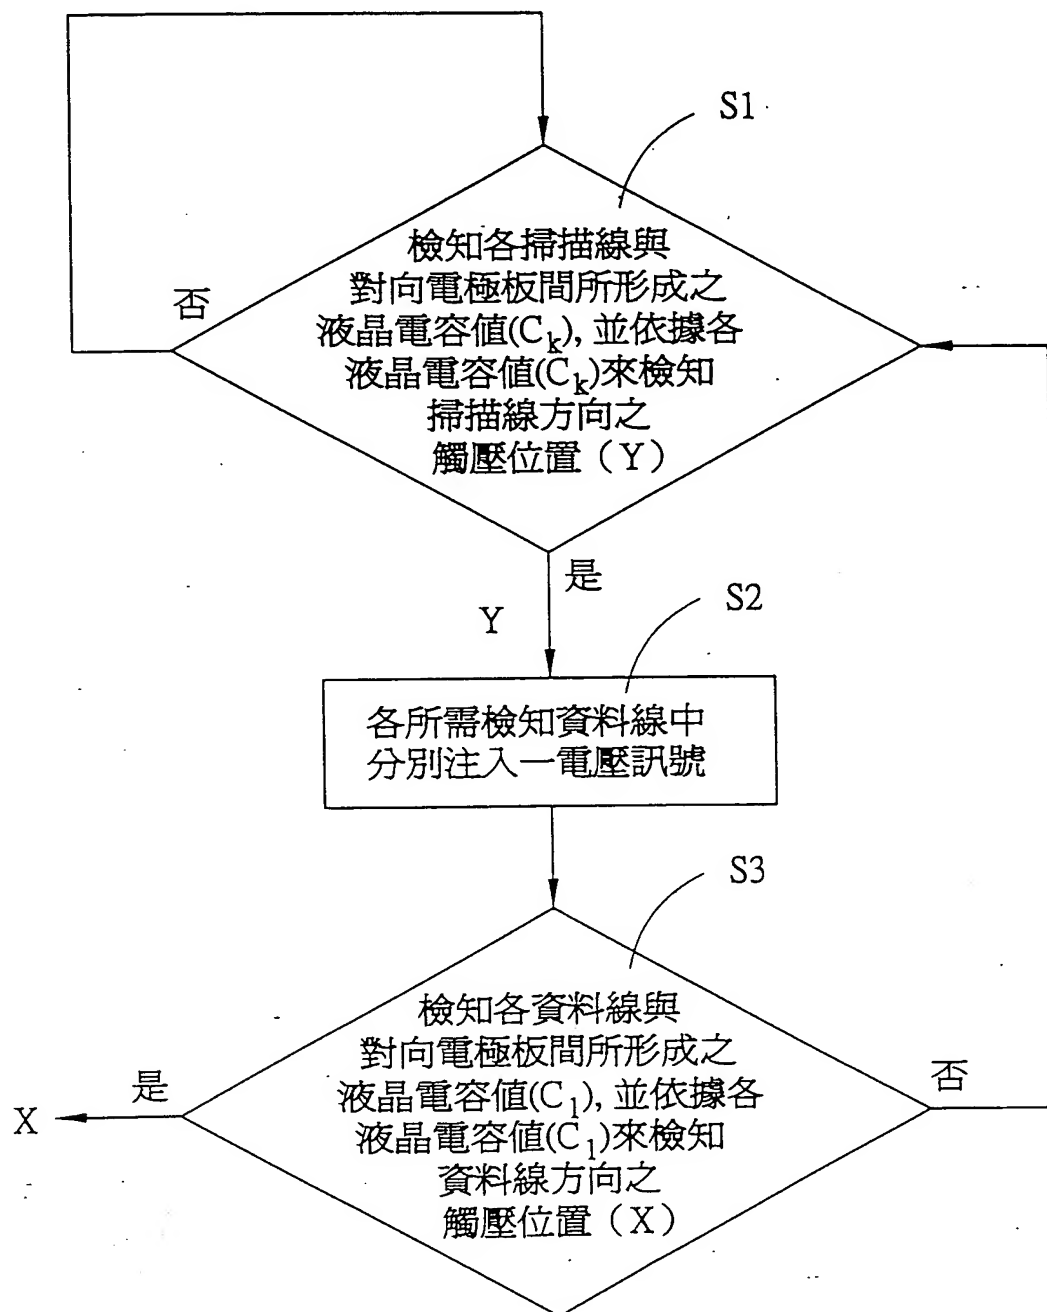 S1
檢知各掃描線與
對向電極板間所形成之
液晶電容值(Ck), 並依據各
液晶電容值(Ck)來檢知
掃描線方向之
觸壓位置（Y）
否
是
Y
S2
各所需檢知資料線中
分別注入一電壓訊號
S3
檢知各資料線與
對向電極板間所形成之
液晶電容值(Cl), 並依據各
液晶電容值(Cl)來檢知
資料線方向之
觸壓位置（X）
是
X
否